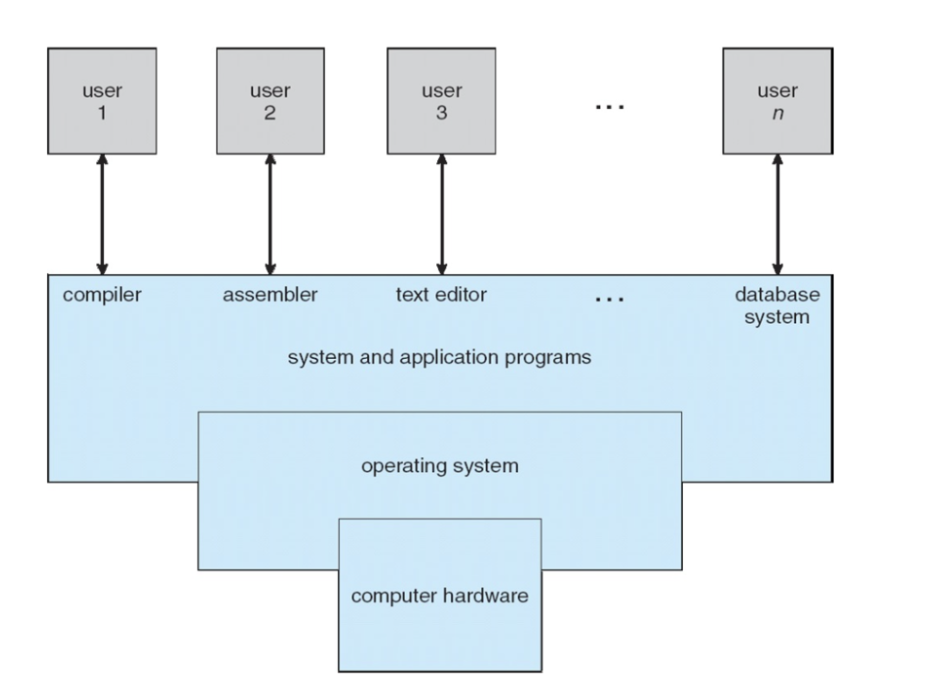 user
1
user
2
user
3
...
user
n
compiler
assembler
text editor
...
database
system
system and application programs
operating system
computer hardware